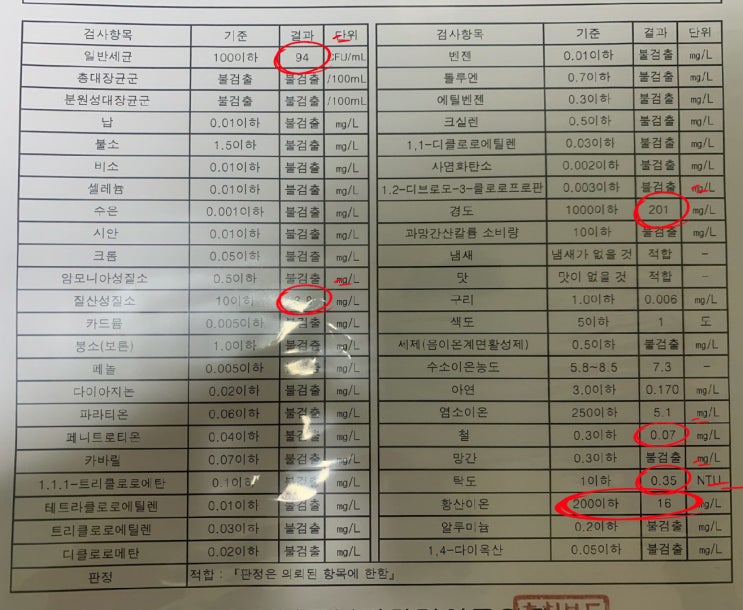 검사항목 기준 결과 단위
일반세균 100이하 94 CFU/mL
총대장균군 불검출 불검출 /100mL
분원성대장균군 불검출 불검출 /100mL
납 0.01이하 불검출 mg/L
불소 1.5이하 불검출 mg/L
비소 0.01이하 불검출 mg/L
셀레늄 0.01이하 불검출 mg/L
수은 0.001이하 불검출 mg/L
시안 0.01이하 불검출 mg/L
크롬 0.05이하 불검출 mg/L
암모니아성질소 0.5이하 불검출 mg/L
질산성질소 10이하 mg/L
카드뮴 0.005이하 불검출 mg/L
붕소(보론) 1.0이하 불검출 mg/L
페놀 0.005이하 불검출 mg/L
다이아지논 0.02이하 불검출 mg/L
파라티온 0.06이하 불검출 mg/L
페니트로티온 0.04이하 불검출 mg/L
카바릴 0.07이하 불검출 mg/L
1.1.1-트리클로로에탄 0.1이하 불검출 mg/L
테트라클로로에틸렌 0.01이하 불검출 mg/L
트리클로로에틸렌 0.03이하 불검출 mg/L
디클로로메탄 0.02이하 불검출 mg/L
검사항목 기준 결과 단위
벤젠 0.01이하 불검출 mg/L
톨루엔 0.7이하 불검출 mg/L
에틸벤젠 0.3이하 불검출 mg/L
크실렌 0.5이하 불검출 mg/L
1,1-디클로로에틸렌 0.03이하 불검출 mg/L
사염화탄소 0.002이하 불검출 mg/L
1.2-디브로모-3-클로로프로판 0.003이하 불검출 mg/L
경도 1000이하 201 mg/L
과망간산칼륨 소비량 10이하 불검출 mg/L
냄새 냄새가 없을 것 적합 -
맛 맛이 없을 것 적합 -
구리 1.0이하 0.006 mg/L
색도 5이하 1 도
세제(음이온계면활성제) 0.5이하 불검출 mg/L
수소이온농도 5.8~8.5 7.3 -
아연 3.0이하 0.170 mg/L
염소이온 250이하 5.1 mg/L
철 0.3이하 0.07 mg/L
망간 0.3이하 불검출 mg/L
탁도 1이하 0.35 NTU
황산이온 200이하 16 mg/L
알루미늄 0.2이하 불검출 mg/L
1,4-다이옥산 0.05이하 불검출 mg/L
판정 적합 : 『판정은 의뢰된 항목에 한함』